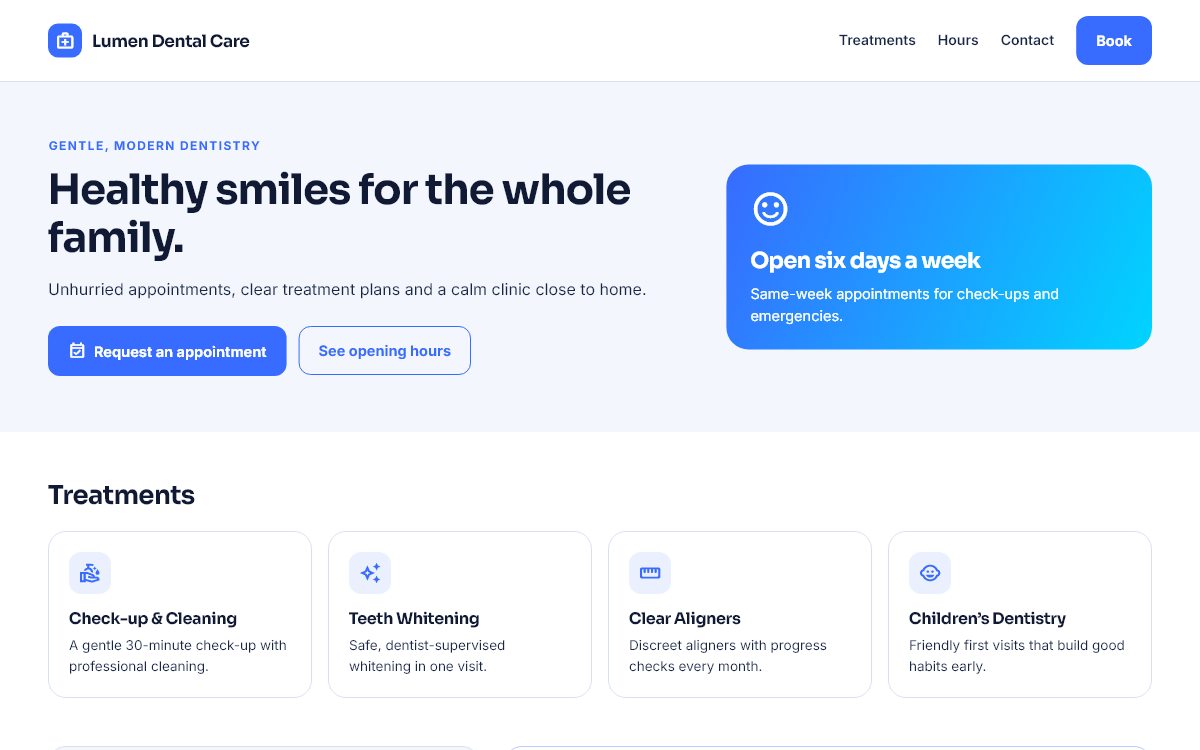 Lumen Dental Care
Treatments
Hours
Contact
Book
GENTLE, MODERN DENTISTRY
Healthy smiles for the whole
family.
Unhurried appointments, clear treatment plans and a calm clinic close to home.
Request an appointment
See opening hours
Open six days a week
Same-week appointments for check-ups and
emergencies.
Treatments
Check-up & Cleaning
A gentle 30-minute check-up with
professional cleaning.
Teeth Whitening
Safe, dentist-supervised
whitening in one visit.
Clear Aligners
Discreet aligners with progress
checks every month.
Children’s Dentistry
Friendly first visits that build good
habits early.